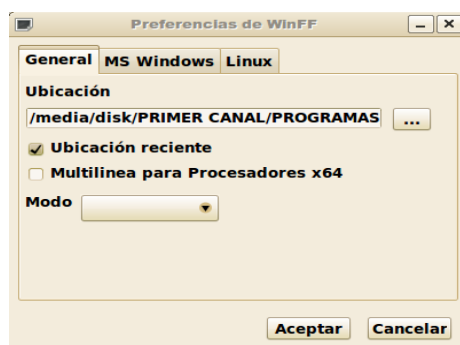 Preferencias de WinFF
General MS Windows Linux
Ubicación
/media/disk/PRIMER CANAL/PROGRAMAS ...
Ubicación reciente
Multilinea para Procesadores x64
Modo
Aceptar Cancelar